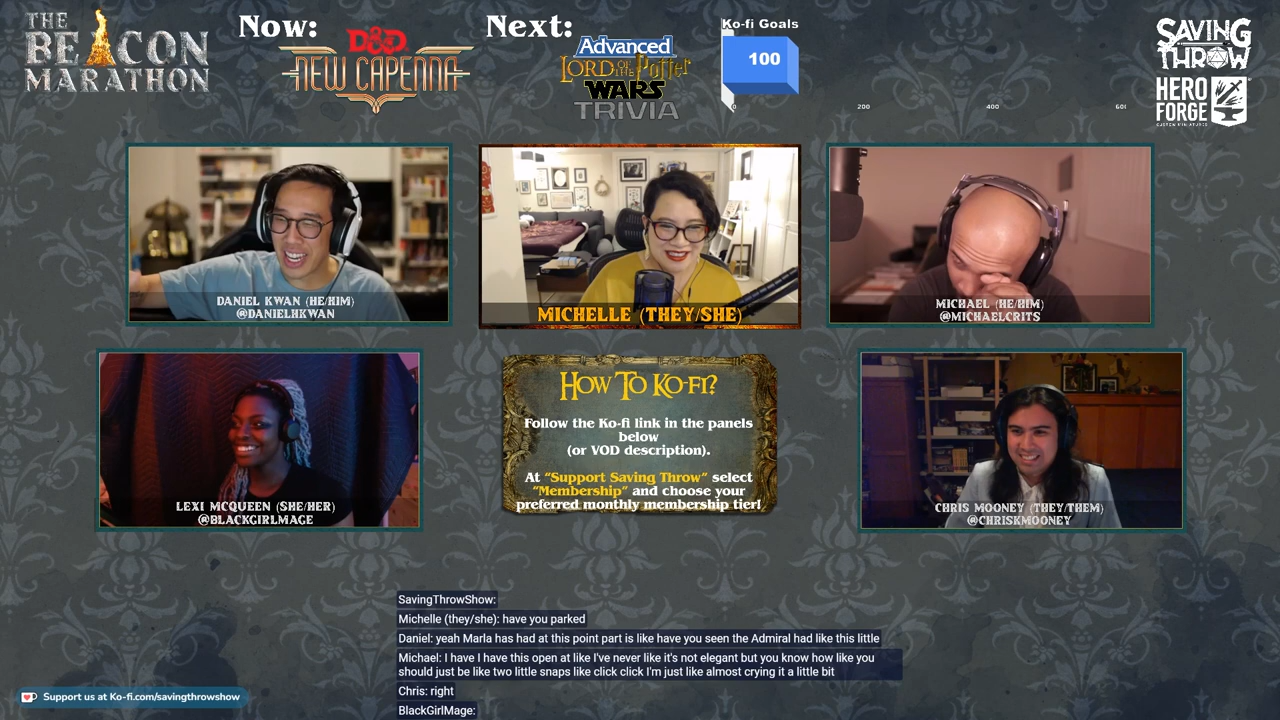 THE
BEACON
MARATHON
Now:
D&D
NEW CAPENNA
Next:
Advanced
LORD OF THE Potter
WARS
TRIVIA
Ko-fi Goals
100
0
200
400
600
SAVING
THROW
HERO
FORGE
CUSTOM MINIATURES
DANIEL KWAN (HE/HIM)
@DANIELHKWAN
MICHELLE (THEY/SHE)
MICHAEL (HE/HIM)
@MICHAELCRITS
LEXI MCQUEEN (SHE/HER)
@BLACKGIRLMAGE
HOW TO KO-FI?
Follow the Ko-fi link in the panels
below
(or VOD description).
At “Support Saving Throw” select
“Membership” and choose your
preferred monthly membership tier!
CHRIS MOONEY (THEY/THEM)
@CHRISKMOONEY
SavingThrowShow:
Michelle (they/she): have you parked
Daniel: yeah Marla has had at this point part is like have you seen the Admiral had like this little
Michael: I have I have this open at like I've never like it's not elegant but you know how like you
should just be like two little snaps like click click I'm just like almost crying it a little bit
Chris: right
BlackGirlMage:
Support us at Ko-fi.com/savingthrowshow